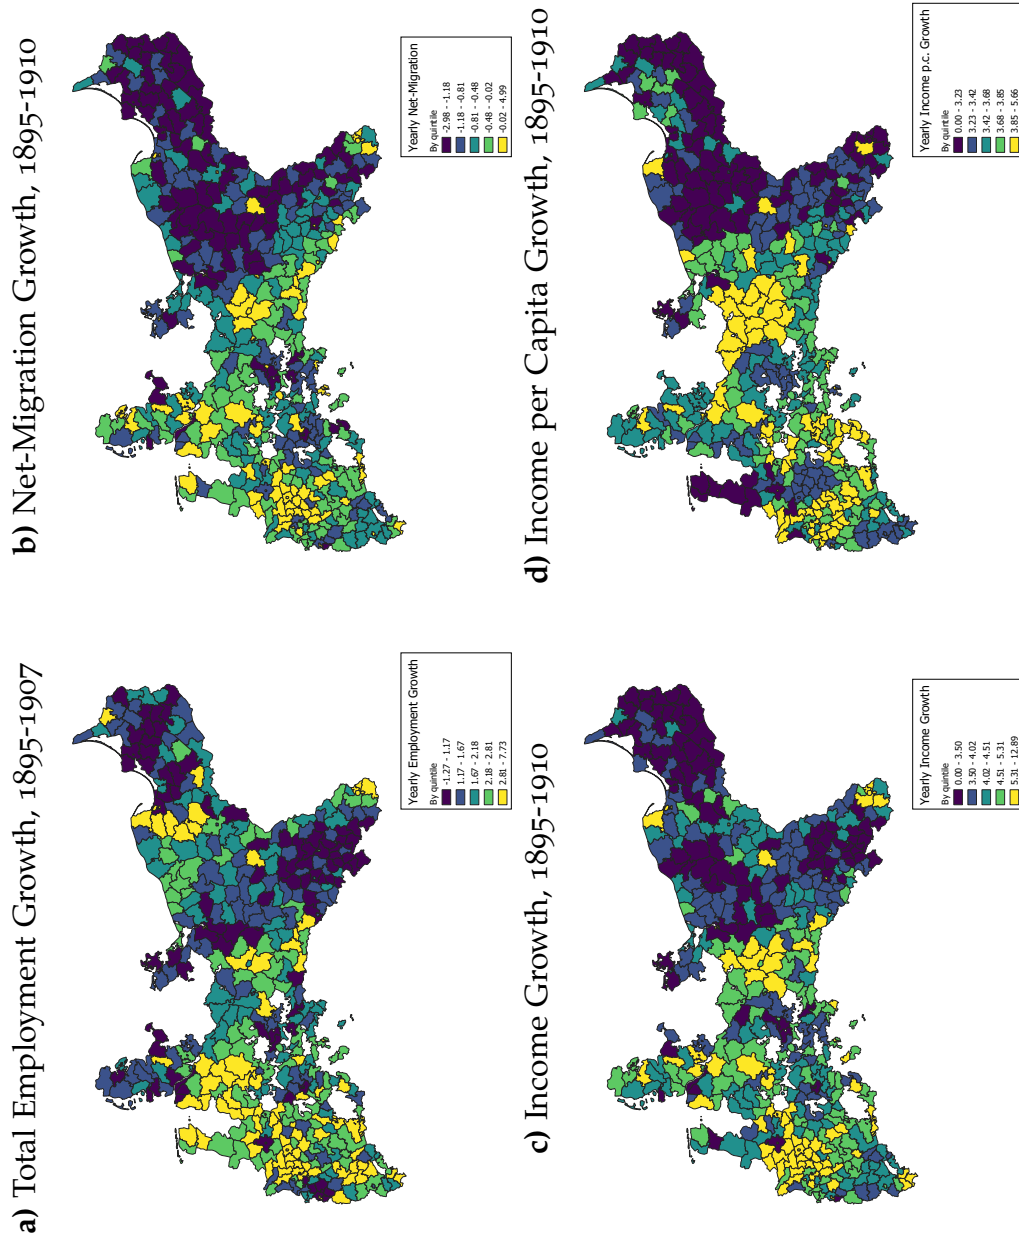 a) Total Employment Growth, 1895-1907
Yearly Employment Growth
By quintile
-1.27 - 1.17
1.17 - 1.67
1.67 - 2.18
2.18 - 2.81
2.81 - 7.73
b) Net-Migration Growth, 1895-1910
Yearly Net-Migration
By quintile
-2.98 - -1.18
-1.18 - -0.81
-0.81 - -0.48
-0.48 - -0.02
-0.02 - 4.99
c) Income Growth, 1895-1910
Yearly Income Growth
By quintile
0.00 - 3.50
3.50 - 4.02
4.02 - 4.51
4.51 - 5.31
5.31 - 12.89
d) Income per Capita Growth, 1895-1910
Yearly Income p.c. Growth
By quintile
0.00 - 3.23
3.23 - 3.42
3.42 - 3.68
3.68 - 3.85
3.85 - 5.66